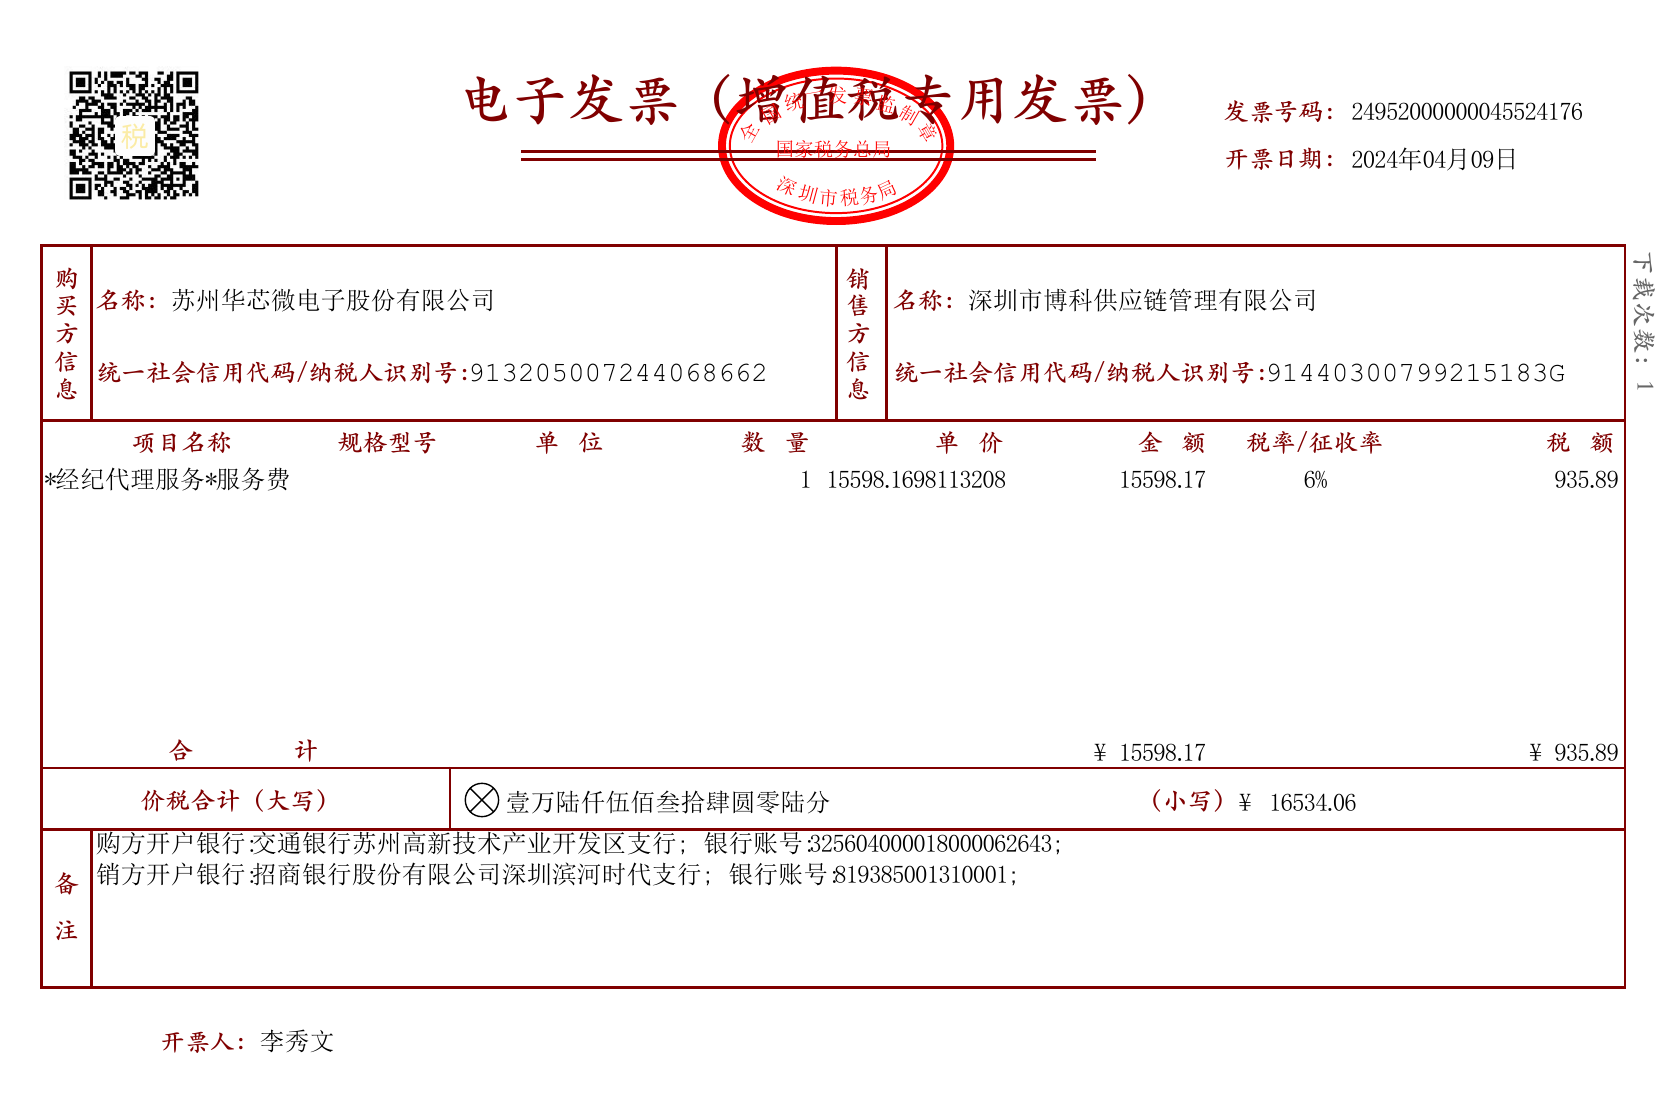 电子发票（增值税专用发票）
全国统一发票监制章
国家税务总局
深圳市税务局
税
发票号码：24952000000045524176
开票日期：2024年04月09日
下载次数：1
购买方信息
名称：苏州华芯微电子股份有限公司
统一社会信用代码/纳税人识别号:913205007244068662
销售方信息
名称：深圳市博科供应链管理有限公司
统一社会信用代码/纳税人识别号:91440300799215183G
项目名称 规格型号 单 位 数 量 单 价 金 额 税率/征收率 税 额
*经纪代理服务*服务费 1 15598.1698113208 15598.17 6% 935.89
合 计 ¥ 15598.17 ¥ 935.89
价税合计（大写） 壹万陆仟伍佰叁拾肆圆零陆分 （小写）¥ 16534.06
备注
购方开户银行:交通银行苏州高新技术产业开发区支行; 银行账号:325604000018000062643;
销方开户银行:招商银行股份有限公司深圳滨河时代支行; 银行账号:819385001310001;
开票人：李秀文